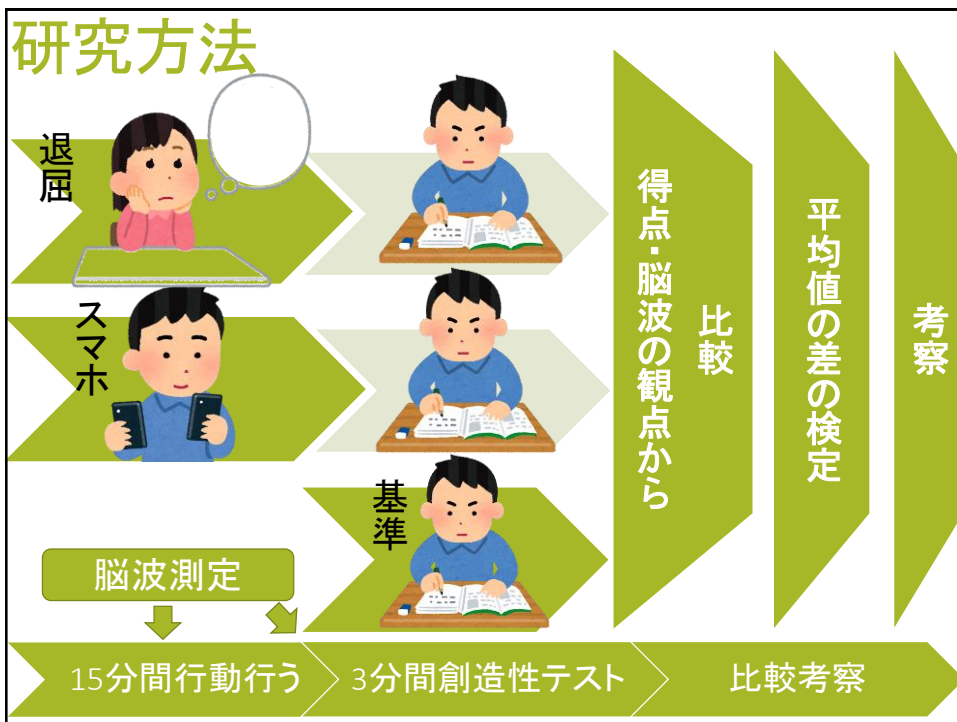 研究方法
退屈
スマホ
基準
得点・脳波の観点から
比較
平均値の差の検定
考察
脳波測定
15分間行動行う
3分間創造性テスト
比較考察